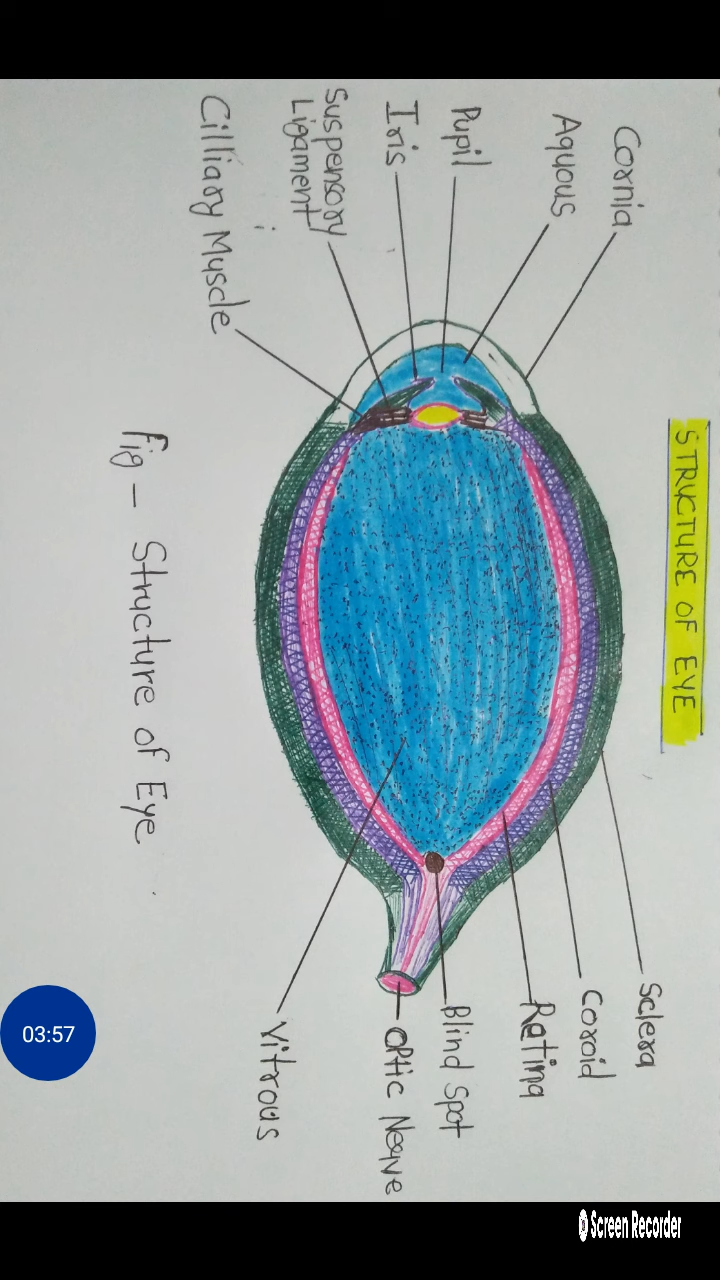 STRUCTURE OF EYE
Cornia
Aquous
Pupil
Iris
Suspensory
Ligament
Cilliary Muscle
Sclera
Coroid
Retina
Blind Spot
Optic Nerve
Vitrous
Fig - Structure of Eye
03:57
Screen Recorder